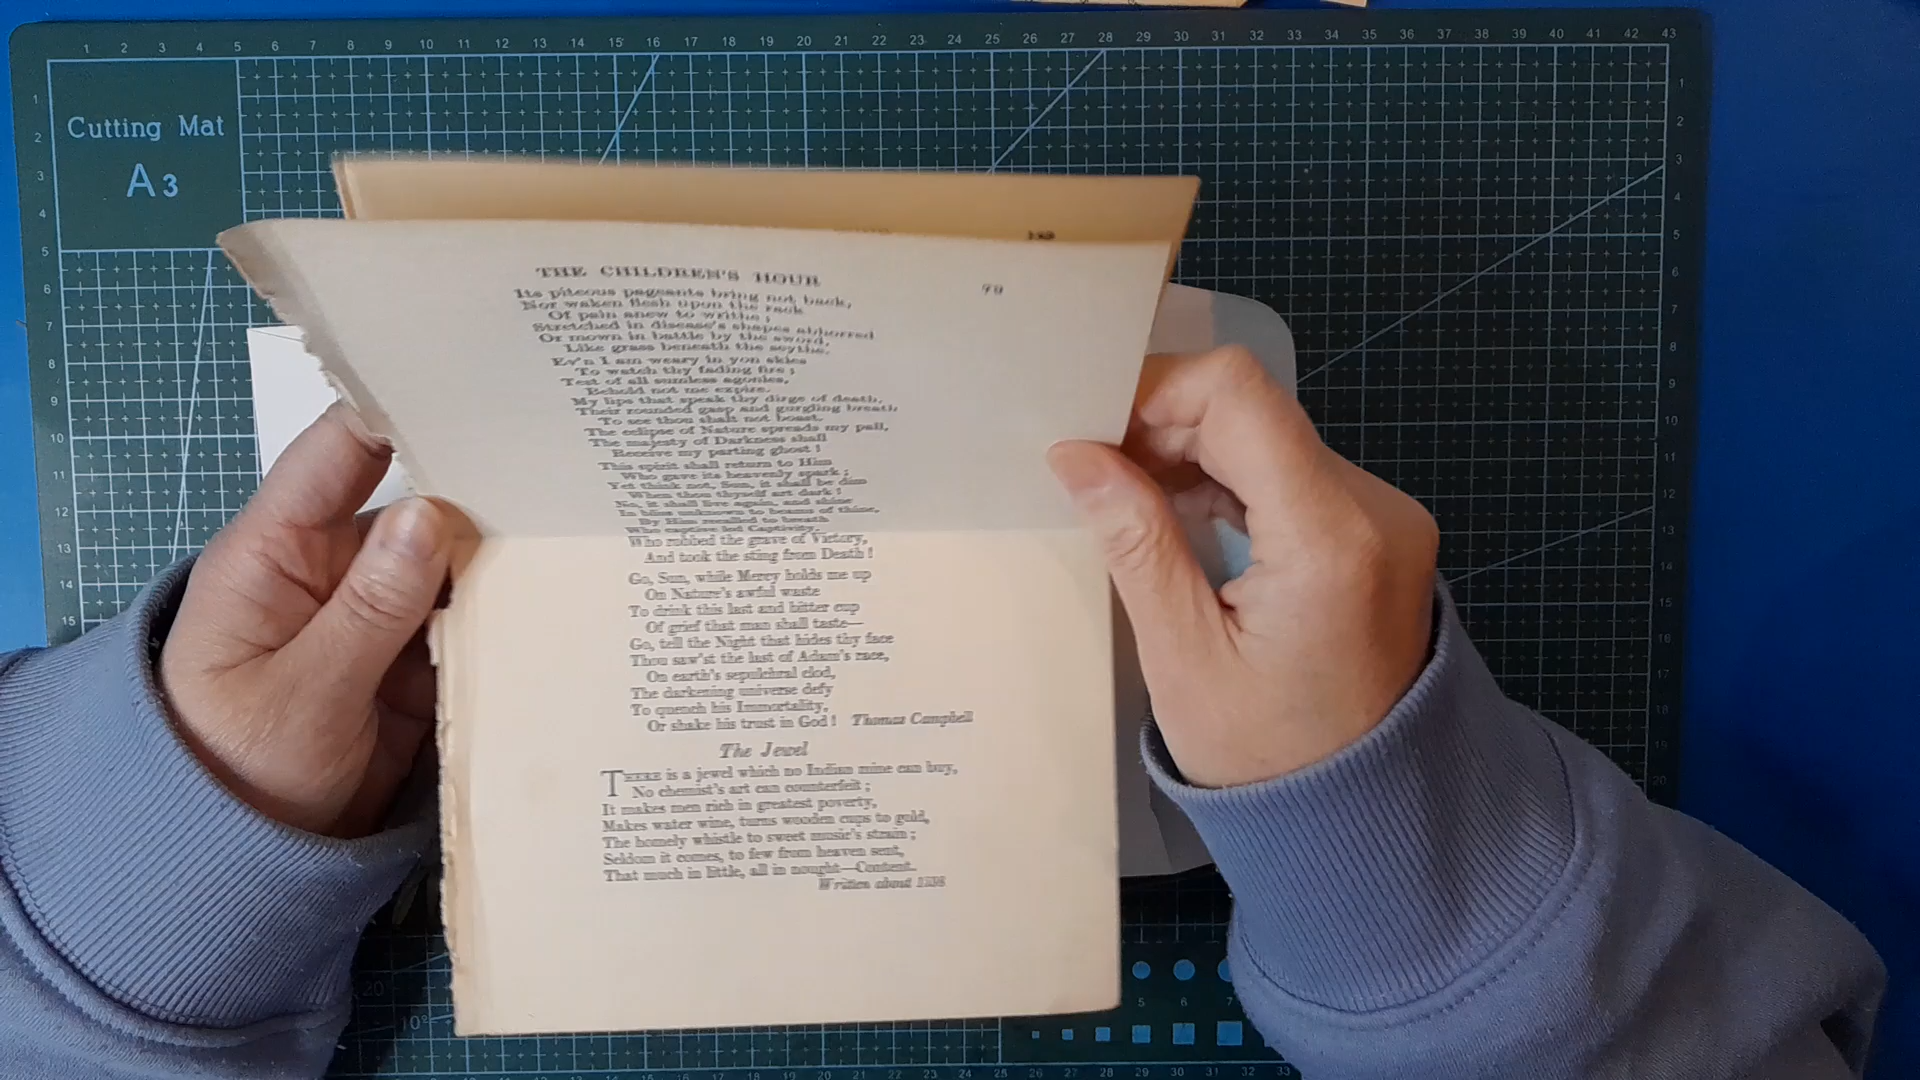 Cutting Mat
A3
THE CHILDREN'S HOUR
79
Its piteous pageants bring not back,
Nor waken flesh upon the rack
Of pain anew to writhe;
Stretched in disease's shapes abhorred
Or mown in battle by the sword,
Like grass beneath the scythe.
Ev'n I am weary in yon skies
To watch thy fading fire;
Test of all sumless agonies,
Behold not me expire.
My lips that speak thy dirge of death,
Their rounded gasp and gurgling breath
To see thou shalt not boast.
The eclipse of Nature spreads my pall,
The majesty of Darkness shall
Receive my parting ghost!
This spirit shall return to Him
Who gave its heavenly spark;
Yet think not, Sun, it shall be dim
When thou thyself art dark!
No, it shall live again, and shine
In bliss unknown to beams of thine,
By Him recalled to breath
Who captive led Captivity,
Who robbed the grave of Victory,
And took the sting from Death!
Go, Sun, while Mercy holds me up
On Nature's awful waste
To drink this last and bitter cup
Of grief that man shall taste—
Go, tell the Night that hides thy face
Thou saw'st the last of Adam's race,
On earth's sepulchral clod,
The darkening universe defy
To quench his Immortality,
Or shake his trust in God! Thomas Campbell
The Jewel
THERE is a jewel which no Indian mine can buy,
No chemist's art can counterfeit;
It makes men rich in greatest poverty,
Makes water wine, turns wooden cups to gold,
The homely whistle to sweet music's strain;
Seldom it comes, to few from heaven sent,
That much in little, all in nought—Content.
Written about 1598